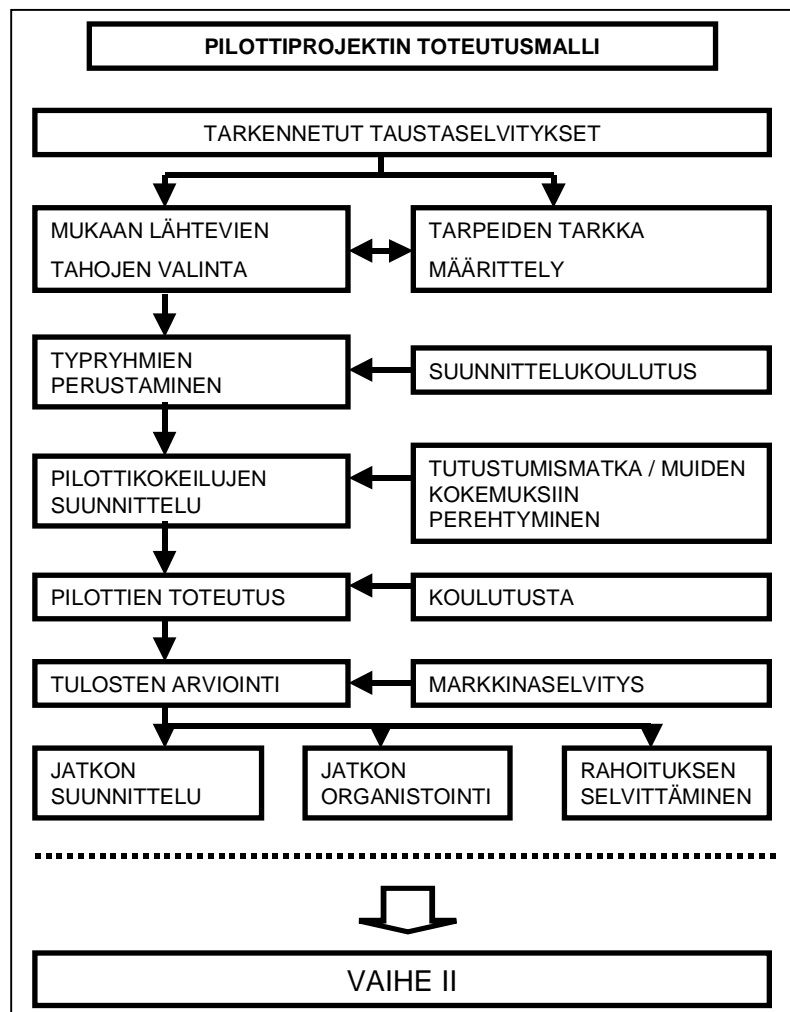 PILOTTIPROJEKTIN TOTEUTUSMALLI
TARKENNETUT TAUSTASELVITYKSET
MUKAAN LÄHTEVIEN
TAHOJEN VALINTA
TARPEIDEN TARKKA
MÄÄRITTELY
TYPRYHMIEN
PERUSTAMINEN
SUUNNITTELUKOULUTUS
PILOTTIKOKEILUJEN
SUUNNITTELU
TUTUSTUMISMATKA / MUIDEN
KOKEMUKSIIN
PEREHTYMINEN
PILOTTIEN TOTEUTUS
KOULUTUSTA
TULOSTEN ARVIOINTI
MARKKINASELVITYS
JATKON
SUUNNITTELU
JATKON
ORGANISTOINTI
RAHOITUKSEN
SELVITTÄMINEN
VAIHE II